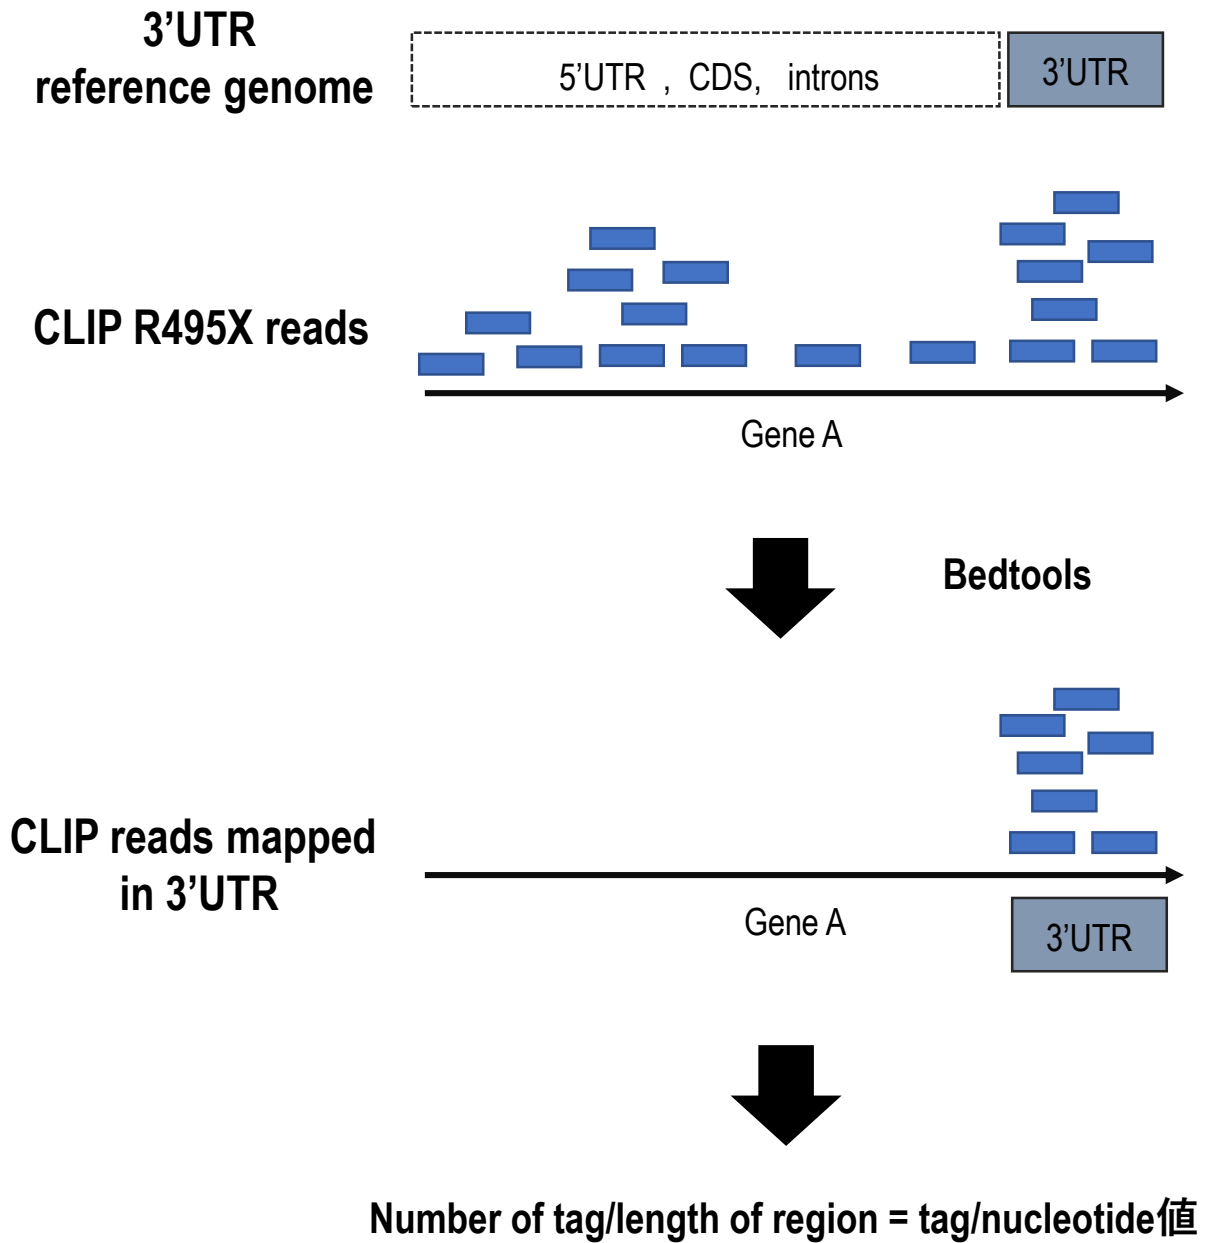 3’UTR
reference genome
5’UTR , CDS, introns
3’UTR
CLIP R495X reads
Gene A
Bedtools
CLIP reads mapped
in 3’UTR
Gene A
3’UTR
Number of tag/length of region = tag/nucleotide値